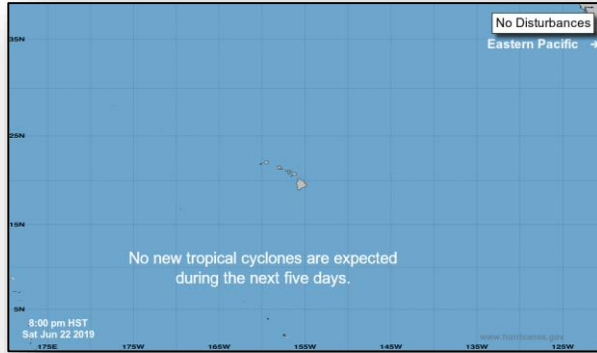 No Disturbances
Eastern Pacific →
35N
25N
15N
No new tropical cyclones are expected
during the next five days.
5N
8:00 pm HST
Sat Jun 22 2019
www.hurricanes.gov
175E 175W 165W 155W 145W 135W 125W